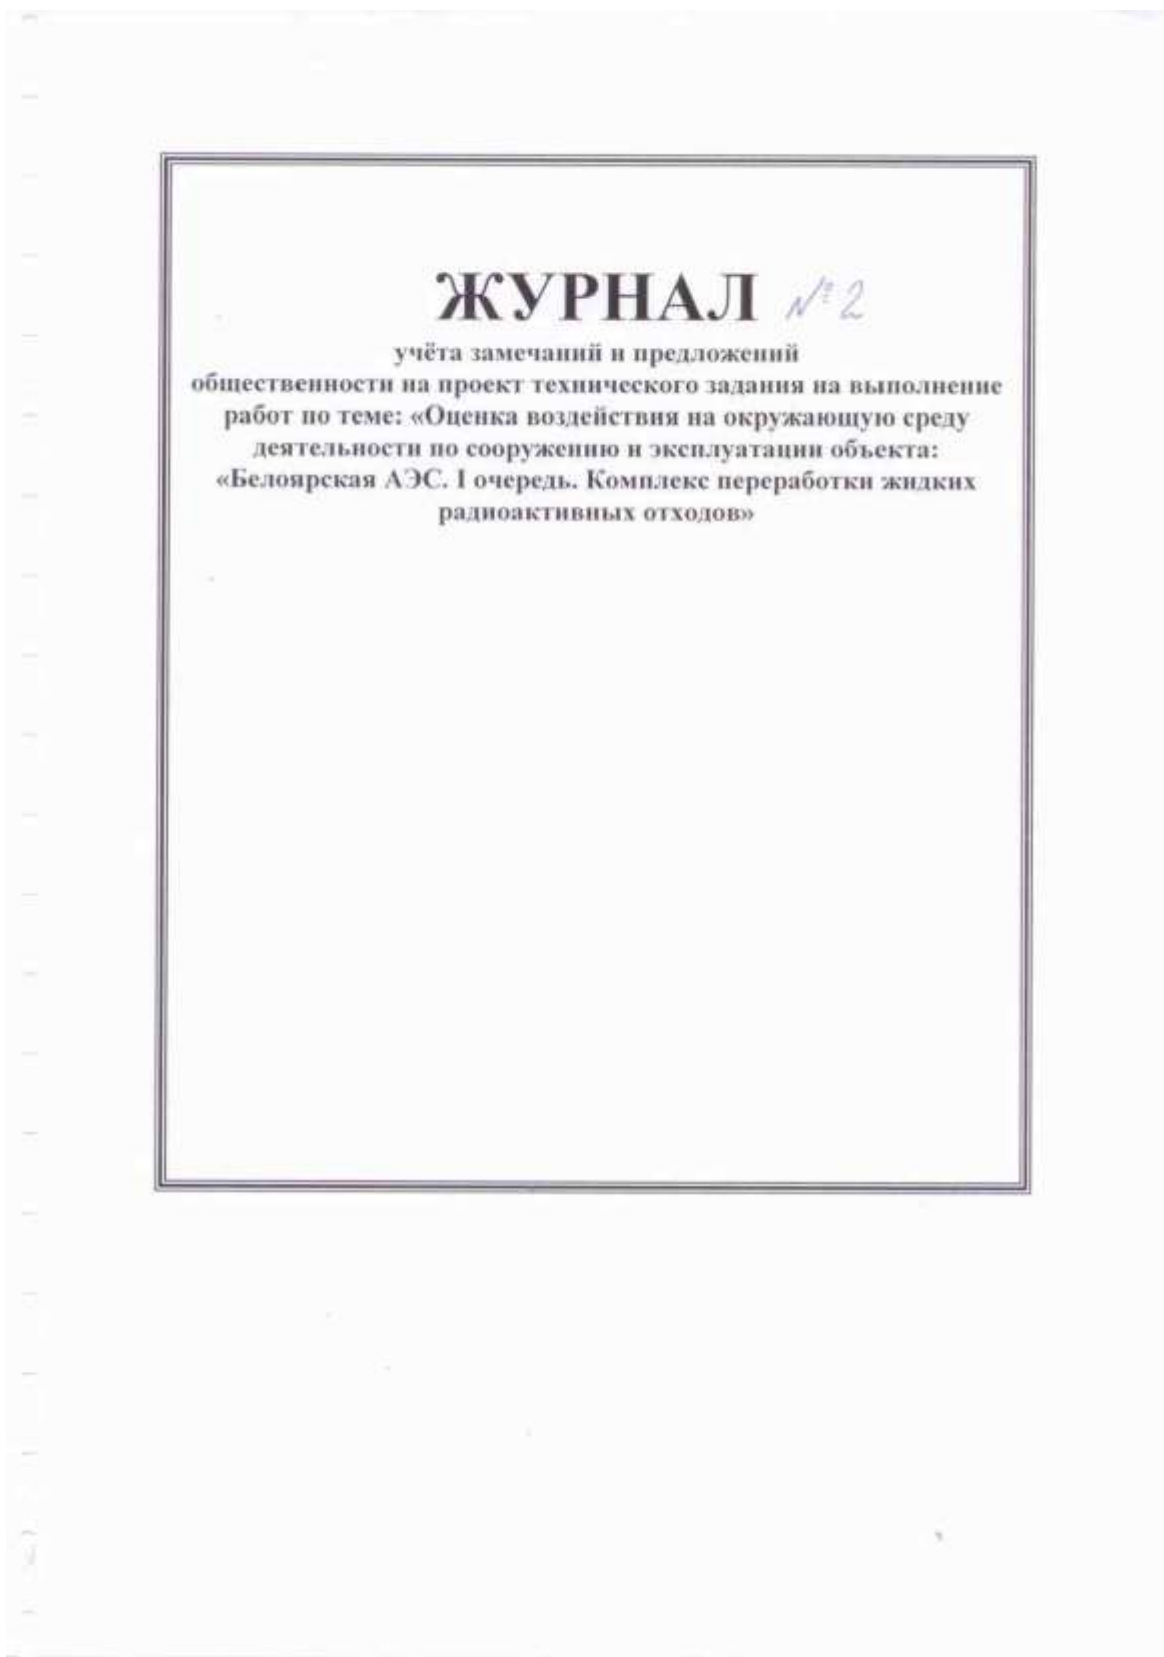 ЖУРНАЛ №2
учёта замечаний и предложений
общественности на проект технического задания на выполнение
работ по теме: «Оценка воздействия на окружающую среду
деятельности по сооружению и эксплуатации объекта:
«Белоярская АЭС. I очередь. Комплекс переработки жидких
радиоактивных отходов»